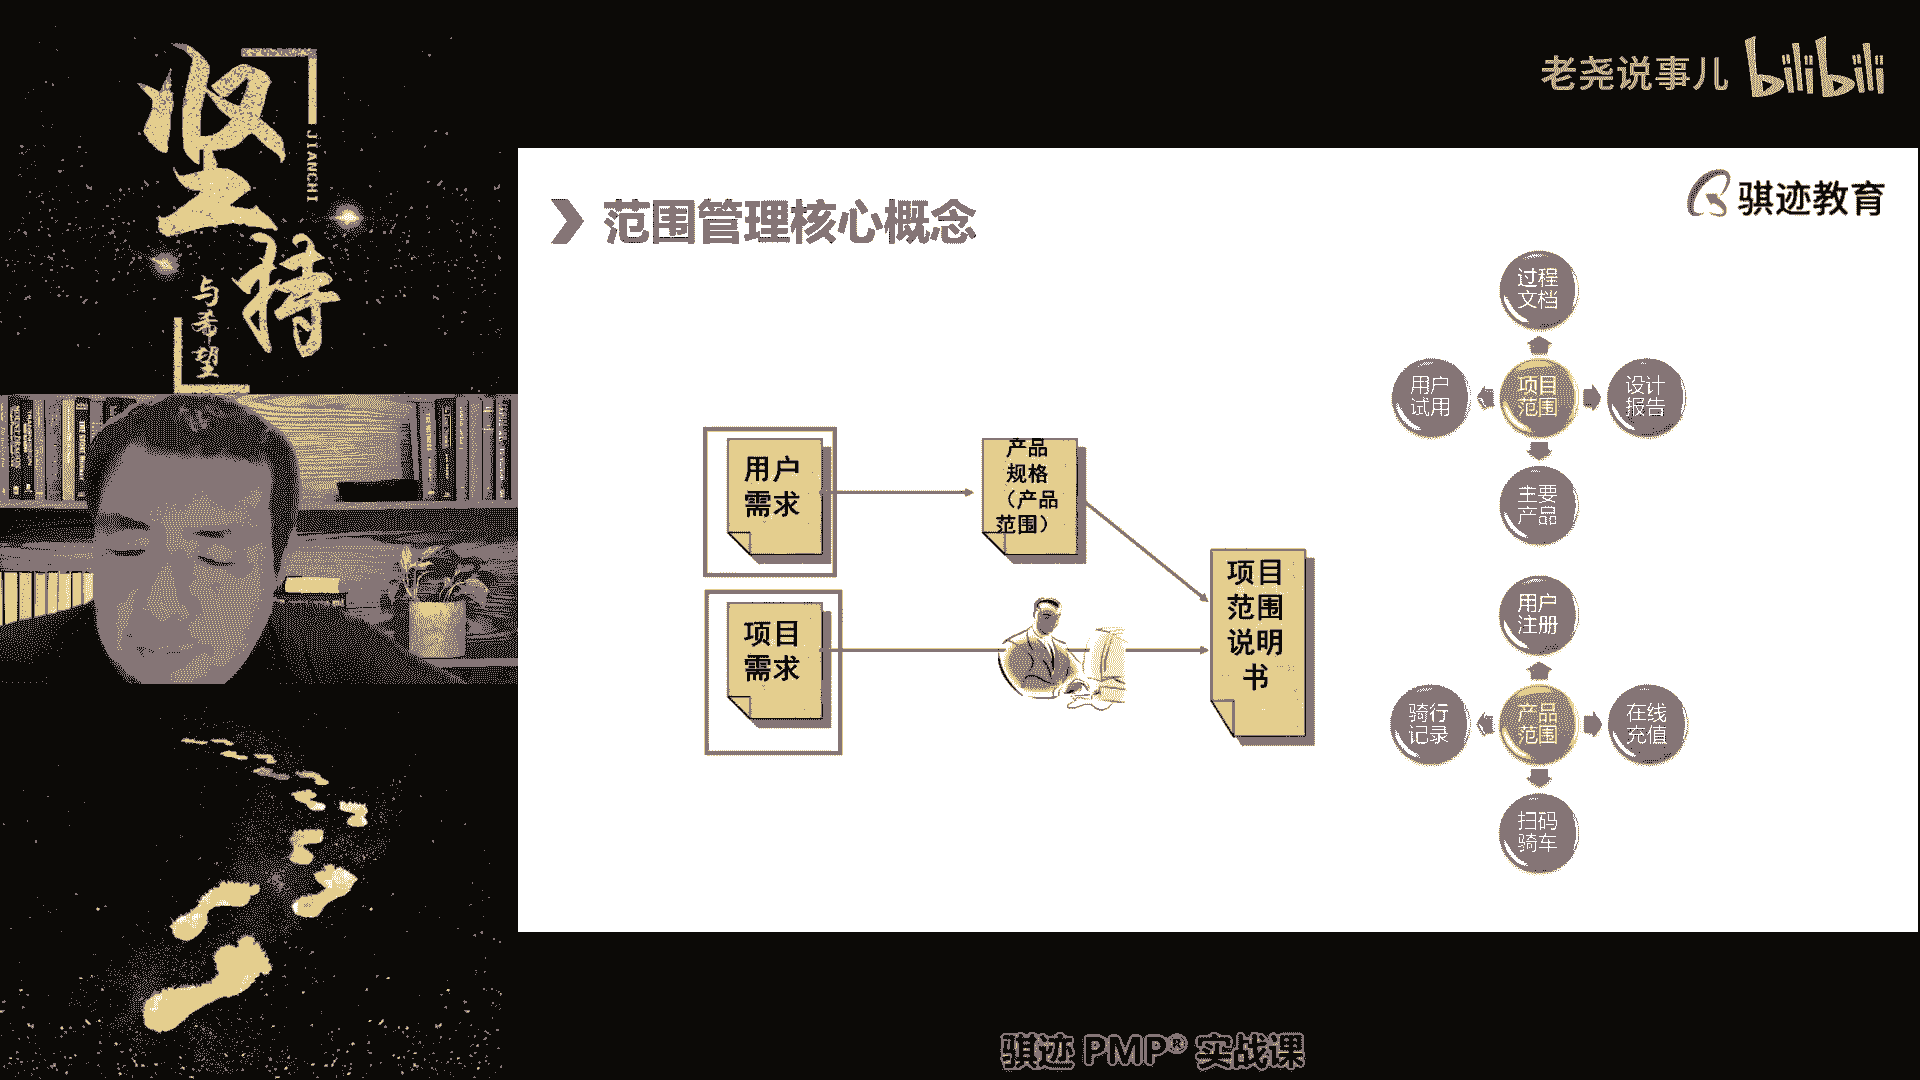 坚持
JIANCHI
与希望
老尧说事儿 bilibili
骐迹教育
范围管理核心概念
用户
需求
产品
规格
（产品
范围）
项目
需求
项目
范围
说明
书
过程
文档
用户
试用
项目
范围
设计
报告
主要
产品
用户
注册
骑行
记录
产品
范围
在线
充值
扫码
骑车
骐迹 PMP® 实战课